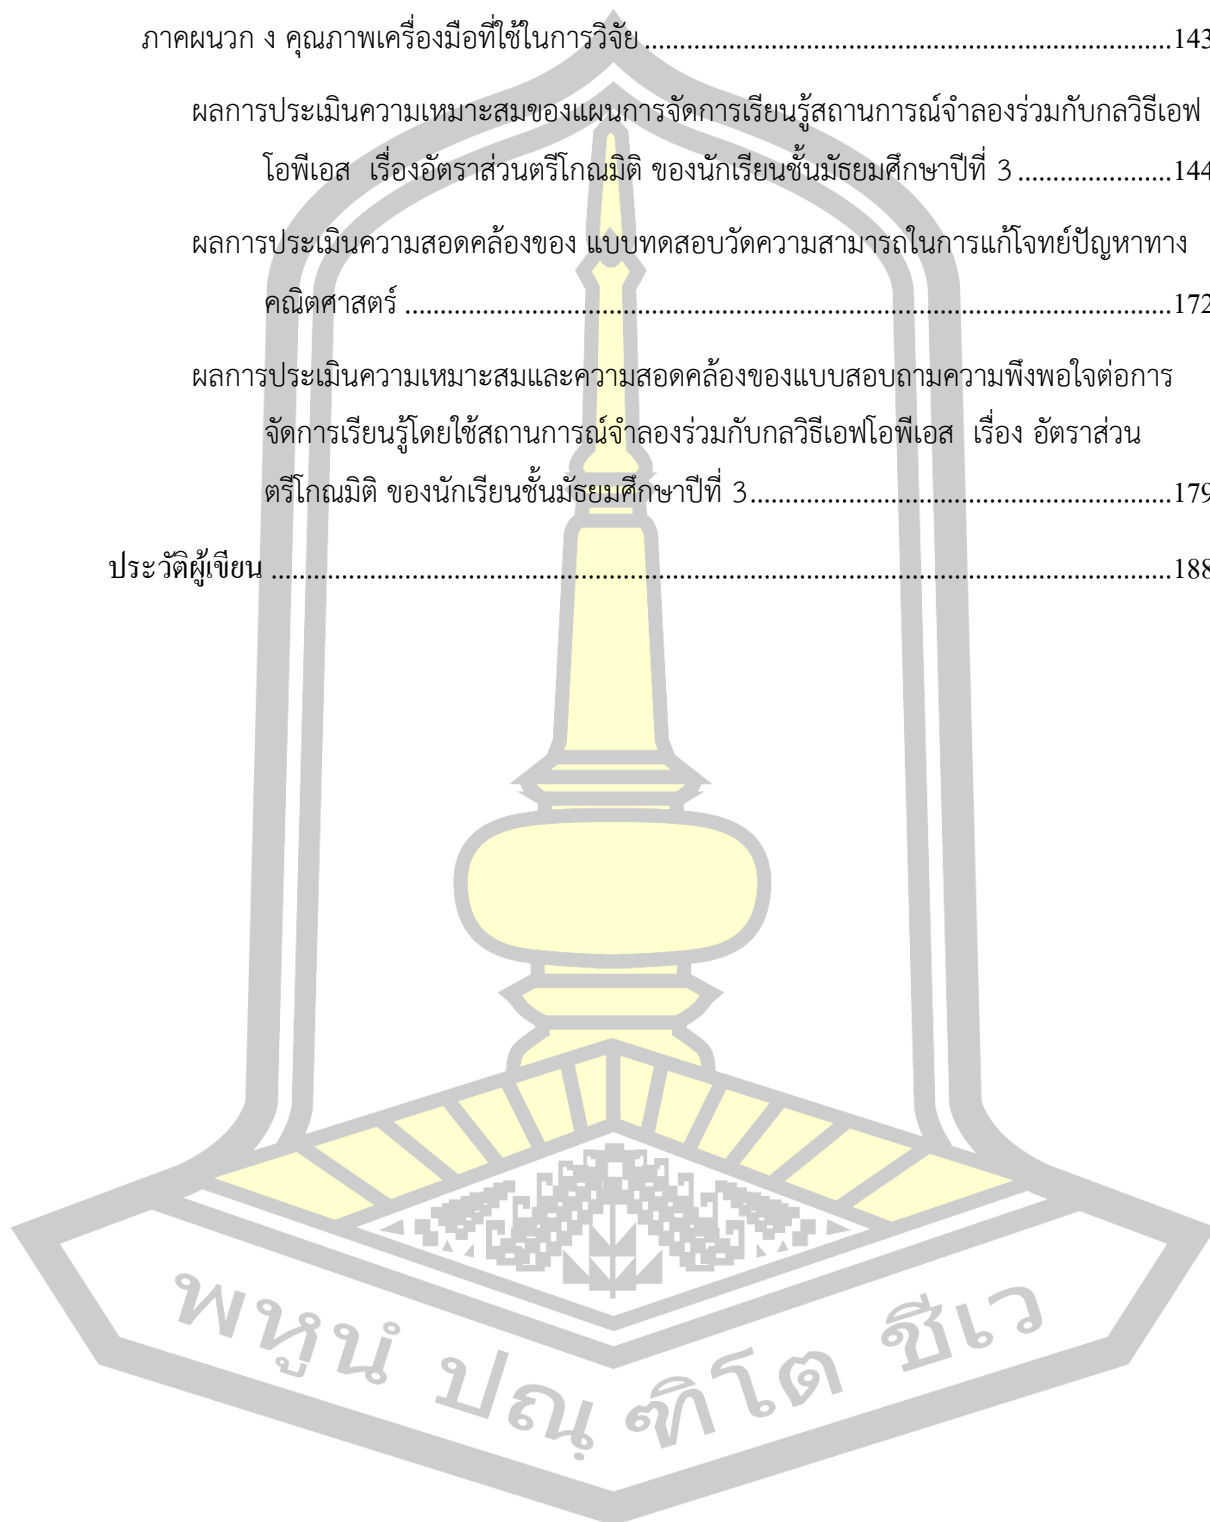 ภาคผนวก ง คุณภาพเครื่องมือที่ใช้ในการวิจัย ............................................................................143
ผลการประเมินความเหมาะสมของแผนการจัดการเรียนรู้สถานการณ์จำลองร่วมกับกลวิธีเอฟ
โอพีเอส เรื่องอัตราส่วนตรีโกณมิติ ของนักเรียนชั้นมัธยมศึกษาปีที่ 3 ......................144
ผลการประเมินความสอดคล้องของ แบบทดสอบวัดความสามารถในการแก้โจทย์ปัญหาทาง
คณิตศาสตร์ ..............................................................................................................172
ผลการประเมินความเหมาะสมและความสอดคล้องของแบบสอบถามความพึงพอใจต่อการ
จัดการเรียนรู้โดยใช้สถานการณ์จำลองร่วมกับกลวิธีเอฟโอพีเอส เรื่อง อัตราส่วน
ตรีโกณมิติ ของนักเรียนชั้นมัธยมศึกษาปีที่ 3.............................................................179
ประวัติผู้เขียน ..................................................................................................................................188
พหูนํ ปณฺฑิโต ชีเว